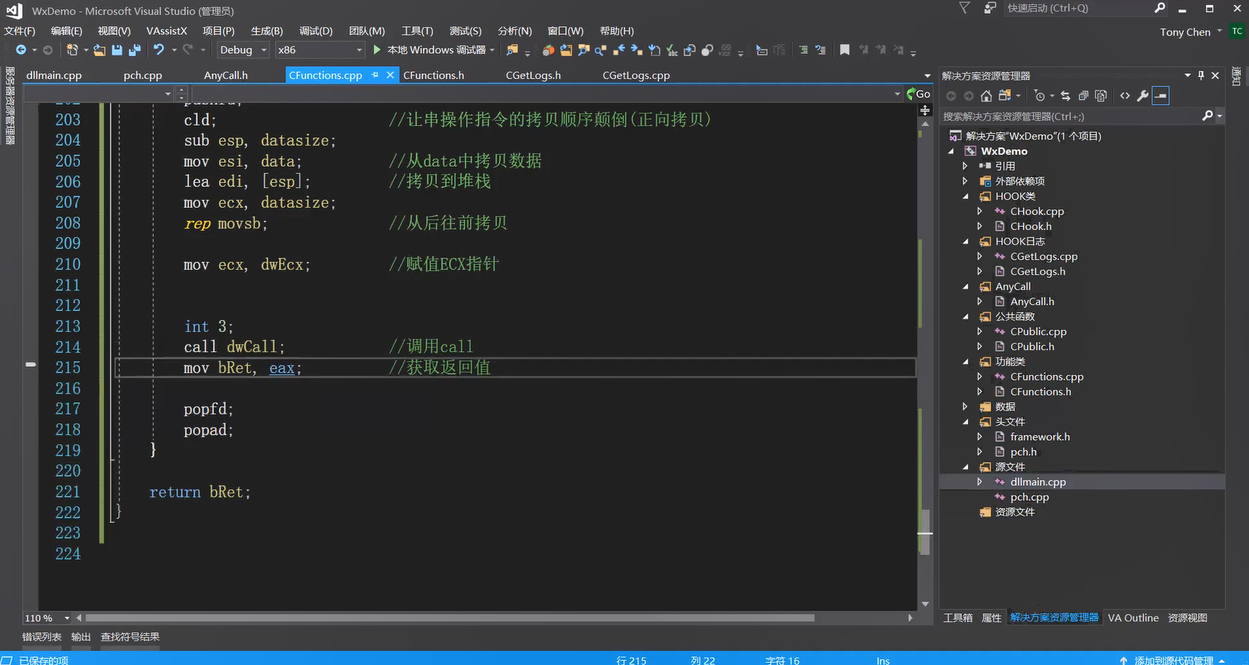 WxDemo - Microsoft Visual Studio (管理员)
快速启动 (Ctrl+Q)
文件(F) 编辑(E) 视图(V) VAssistX 项目(P) 生成(B) 调试(D) 团队(M) 工具(T) 测试(S) 分析(N) 窗口(W) 帮助(H)
Tony Chen TC
Debug x86 本地 Windows 调试器
服务器资源管理器
dllmain.cpp pch.cpp AnyCall.h CFunctions.cpp CFunctions.h CGetLogs.h CGetLogs.cpp
Go
203 cld; //让串操作指令的拷贝顺序颠倒(正向拷贝)
204 sub esp, datasize;
205 mov esi, data; //从data中拷贝数据
206 lea edi, [esp]; //拷贝到堆栈
207 mov ecx, datasize;
208 rep movsb; //从后往前拷贝
209
210 mov ecx, dwEcx; //赋值ECX指针
211
212
213 int 3;
214 call dwCall; //调用call
215 mov bRet, eax; //获取返回值
216
217 popfd;
218 popad;
219 }
220
221 return bRet;
222 }
223
224
110 %
错误列表 输出 查找符号结果
解决方案资源管理器
搜索解决方案资源管理器(Ctrl+;)
解决方案"WxDemo"(1 个项目)
WxDemo
引用
外部依赖项
HOOK类
CHook.cpp
CHook.h
HOOK日志
CGetLogs.cpp
CGetLogs.h
AnyCall
AnyCall.h
公共函数
CPublic.cpp
CPublic.h
功能类
CFunctions.cpp
CFunctions.h
数据
头文件
framework.h
pch.h
源文件
dllmain.cpp
pch.cpp
资源文件
工具箱 属性 解决方案资源管理器 VA Outline 资源视图
通知
已保存的项 行 215 列 22 字符 16 Ins 添加到源代码管理